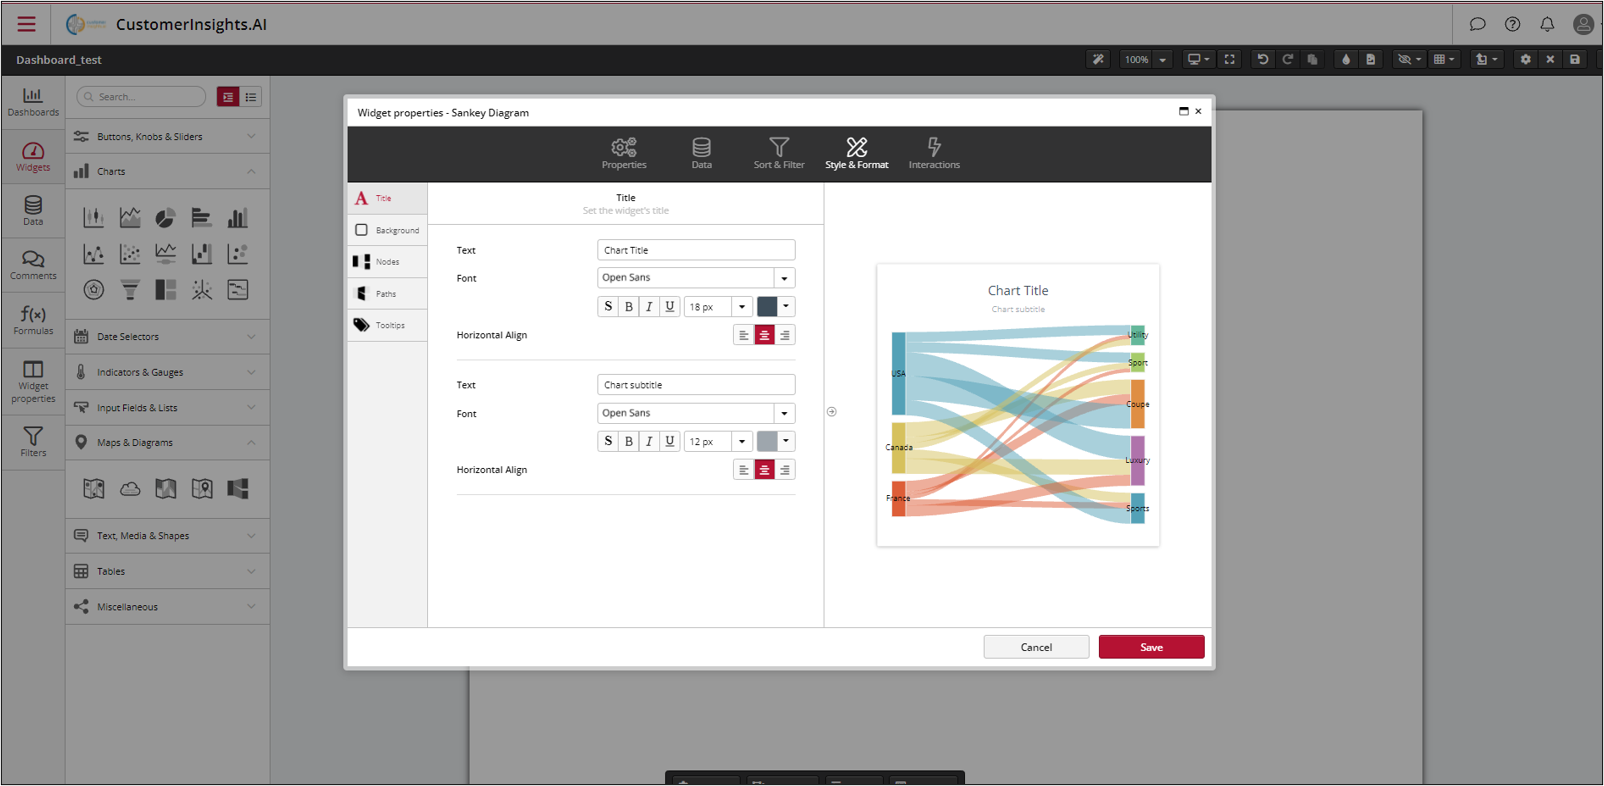 CustomerInsights.AI
Dashboard_test
100%
Dashboards
Widgets
Data
Comments
f(x)
Formulas
Widget
properties
Filters
Search...
Buttons, Knobs & Sliders
Charts
Date Selectors
Indicators & Gauges
Input Fields & Lists
Maps & Diagrams
Text, Media & Shapes
Tables
Miscellaneous
Widget properties - Sankey Diagram
Properties
Data
Sort & Filter
Style & Format
Interactions
A Title
Background
Nodes
Paths
Tooltips
Title
Set the widget's title
Text
Chart Title
Font
Open Sans
S B I U 18 px
Horizontal Align
Text
Chart subtitle
Font
Open Sans
S B I U 12 px
Horizontal Align
Chart Title
Chart subtitle
USA
Canada
France
Utility
Sport
Coupe
Luxury
Sports
Cancel
Save